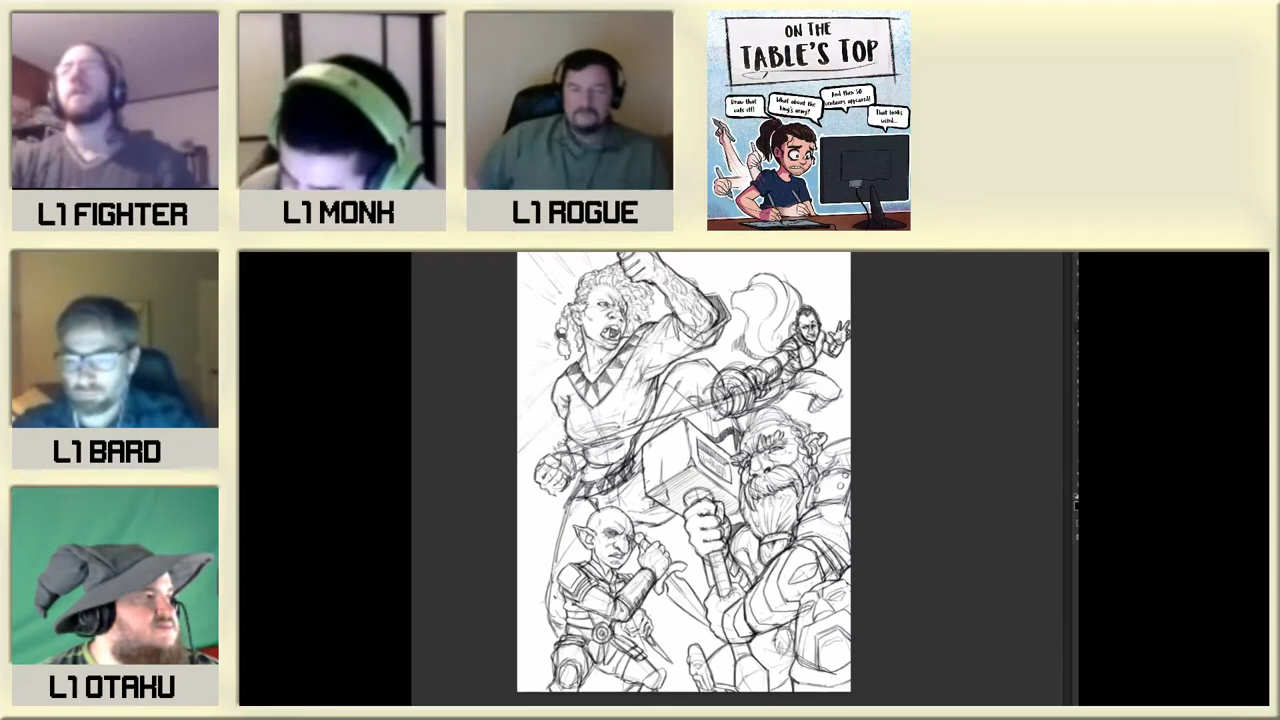 L1 FIGHTER
L1 MONK
L1 ROGUE
ON THE
TABLE'S TOP
Draw that
cute elf!
What about the
king's army?
And then 50
centaurs appeared!
That looks
weird...
L1 BARD
L1 OTAKU